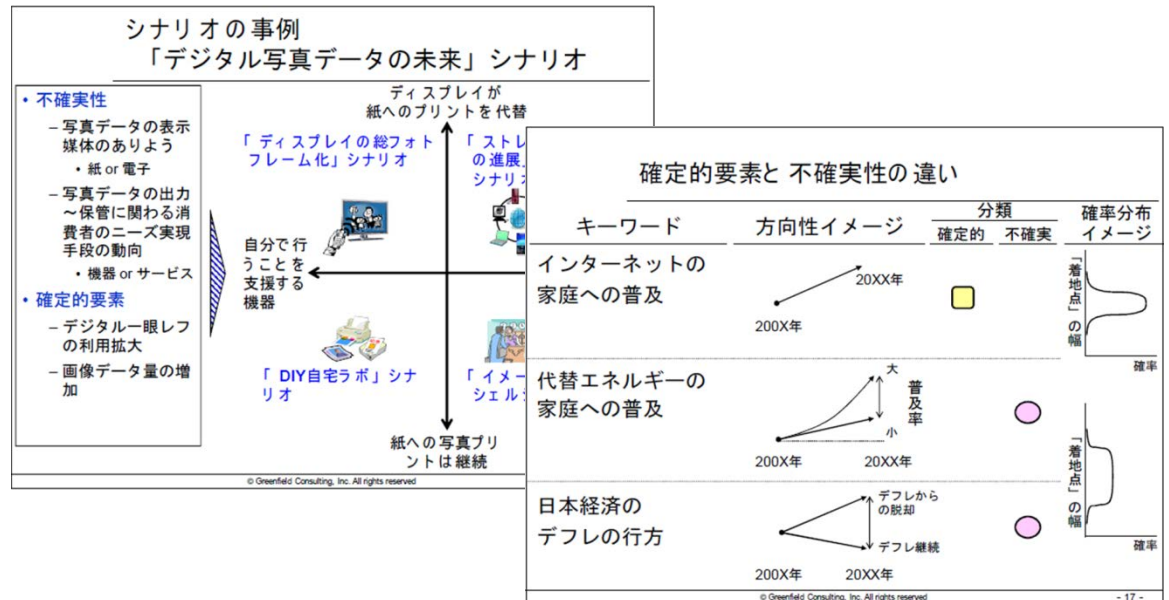 シナリオの事例
「デジタル写真データの未来」シナリオ
• 不確実性
– 写真データの表示
媒体のありよう
• 紙 or 電子
– 写真データの出力
～保管に関わる消
費者のニーズ実現
手段の動向
• 機器 or サービス
• 確定的要素
– デジタル一眼レフ
の利用拡大
– 画像データ量の増
加
ディスプレイが
紙へのプリントを代替
「ディスプレイの総フォト
フレーム化」シナリオ
「ストレ
の進展」
シナリオ
自分で行
うことを
支援する
機器
「DIY自宅ラボ」シナ
リオ
「イメー
シェル
紙への写真プリ
ントは継続
© Greenfield Consulting, Inc. All rights reserved
確定的要素と不確実性の違い
キーワード
方向性イメージ
分類
確定的
不確実
確率分布
イメージ
インターネットの
家庭への普及
200X年
20XX年
「着地点」の幅
確率
代替エネルギーの
家庭への普及
大
普及率
小
200X年
20XX年
「着地点」の幅
確率
日本経済の
デフレの行方
デフレから
の脱却
デフレ継続
200X年
20XX年
© Greenfield Consulting, Inc. All rights reserved
- 17 -